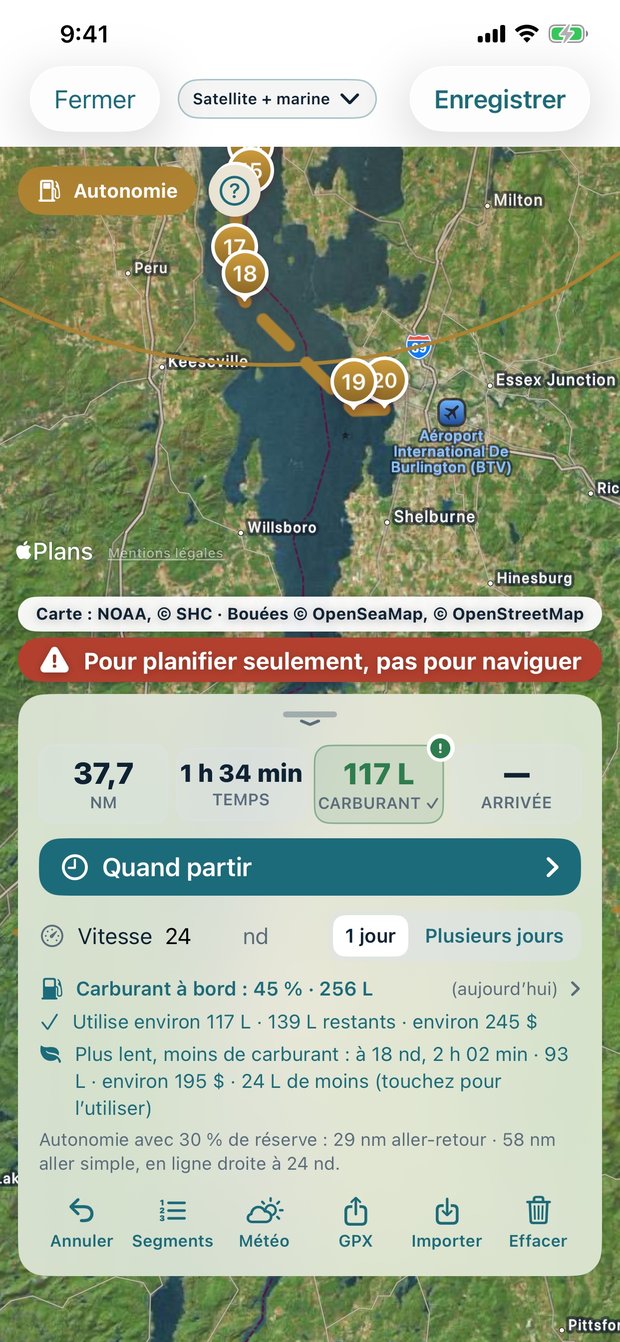 9:41
Fermer
Satellite + marine
Enregistrer
Autonomie
5
?
17
18
Milton
Peru
89
Keeseville
19
20
Essex Junction
Aéroport
International De
Burlington (BTV)
Ric
Willsboro
Shelburne
Plans
Mentions légales
Hinesburg
Carte : NOAA, © SHC · Bouées © OpenSeaMap, © OpenStreetMap
Pour planifier seulement, pas pour naviguer
37,7
NM
1 h 34 min
TEMPS
117 L
CARBURANT ✓
!
—
ARRIVÉE
Quand partir
Vitesse 24 nd
1 jour
Plusieurs jours
Carburant à bord : 45 % · 256 L
(aujourd’hui)
✓ Utilise environ 117 L · 139 L restants · environ 245 $
Plus lent, moins de carburant : à 18 nd, 2 h 02 min · 93
L · environ 195 $ · 24 L de moins (touchez pour
l’utiliser)
Autonomie avec 30 % de réserve : 29 nm aller-retour · 58 nm
aller simple, en ligne droite à 24 nd.
ak
Annuler
Segments
Météo
GPX
Importer
Effacer
Pittsfor